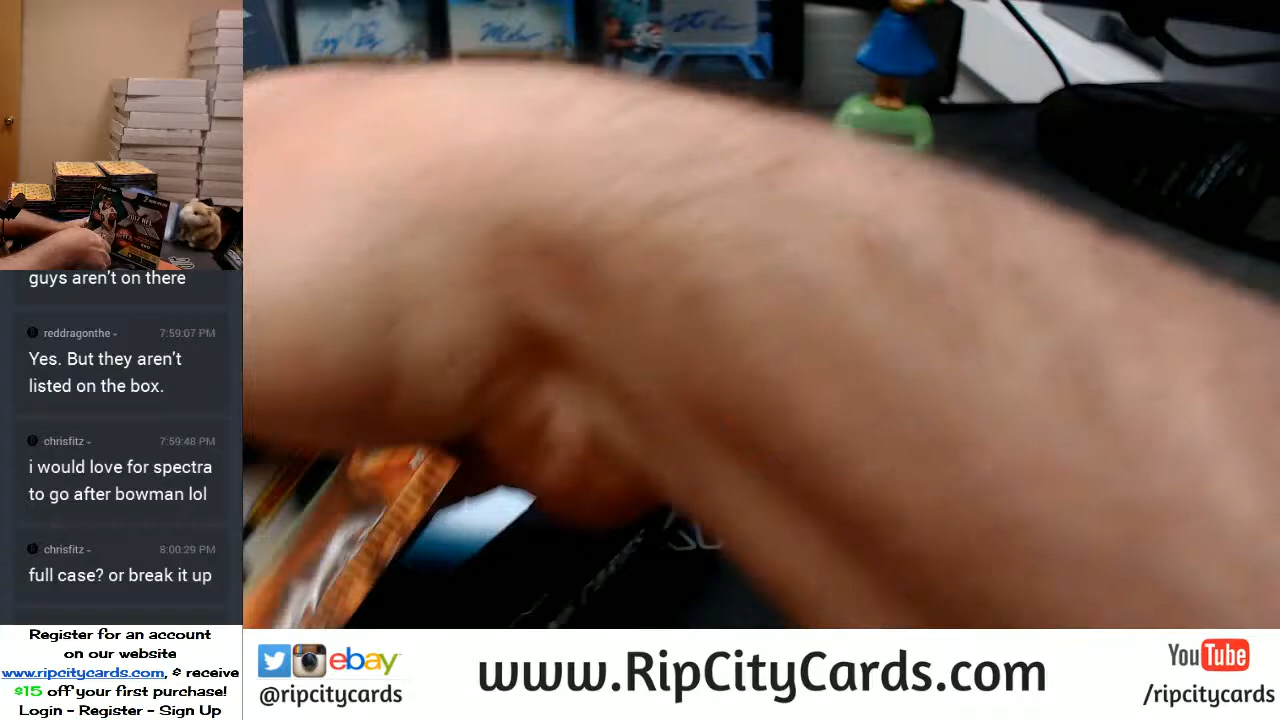 guys aren't on there
reddragonthe - 7:59:07 PM
Yes. But they aren't
listed on the box.
chrisfitz - 7:59:48 PM
i would love for spectra
to go after bowman lol
chrisfitz - 8:00:29 PM
full case? or break it up
Register for an account
on our website
www.ripcitycards.com, & receive
$15 off your first purchase!
Login - Register - Sign Up
ebay
@ripcitycards
www.RipCityCards.com
YouTube
/ripcitycards